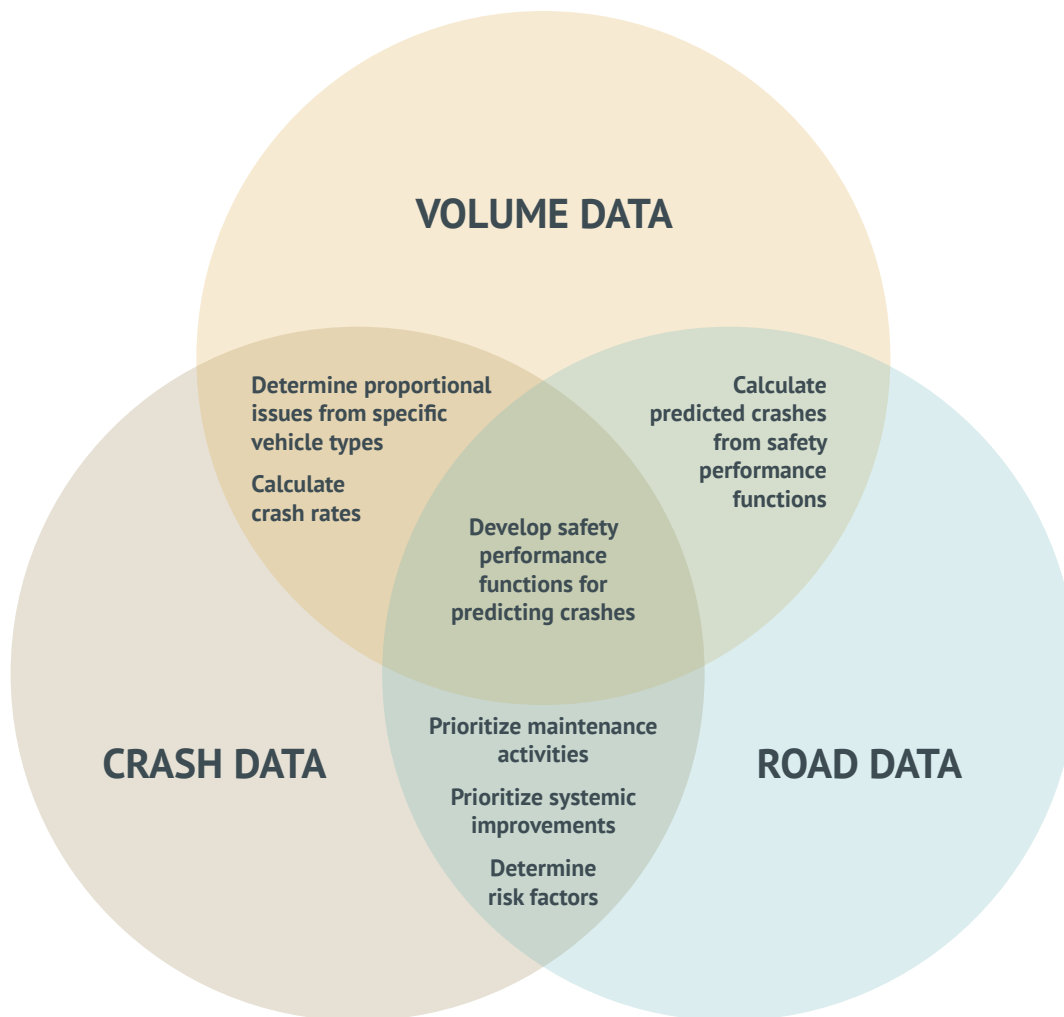 VOLUME DATA
Determine proportional
issues from specific
vehicle types
Calculate
crash rates
Calculate
predicted crashes
from safety
performance
functions
Develop safety
performance
functions for
predicting crashes
CRASH DATA
Prioritize maintenance
activities
Prioritize systemic
improvements
Determine
risk factors
ROAD DATA